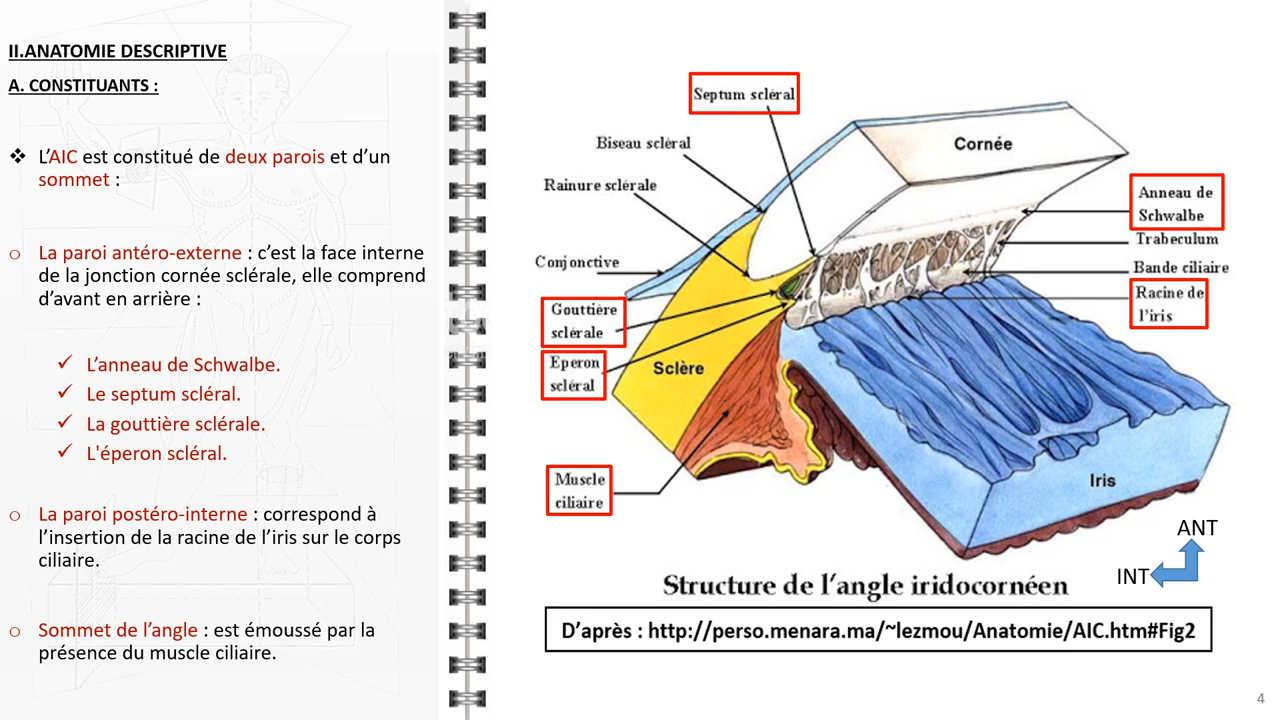 II.ANATOMIE DESCRIPTIVE
A. CONSTITUANTS :
❖ L’AIC est constitué de deux parois et d’un
sommet :
o La paroi antéro-externe : c’est la face interne
de la jonction cornée sclérale, elle comprend
d’avant en arrière :
✓ L’anneau de Schwalbe.
✓ Le septum scléral.
✓ La gouttière sclérale.
✓ L'éperon scléral.
o La paroi postéro-interne : correspond à
l’insertion de la racine de l’iris sur le corps
ciliaire.
o Sommet de l’angle : est émoussé par la
présence du muscle ciliaire.
Septum scléral
Biseau scléral
Rainure sclérale
Conjonctive
Gouttière
sclérale
Eperon
scléral
Muscle
ciliaire
Sclère
Cornée
Anneau de
Schwalbe
Trabeculum
Bande ciliaire
Racine de
l’iris
Iris
ANT
INT
Structure de l’angle iridocornéen
D’après : http://perso.menara.ma/~lezmou/Anatomie/AIC.htm#Fig2
4